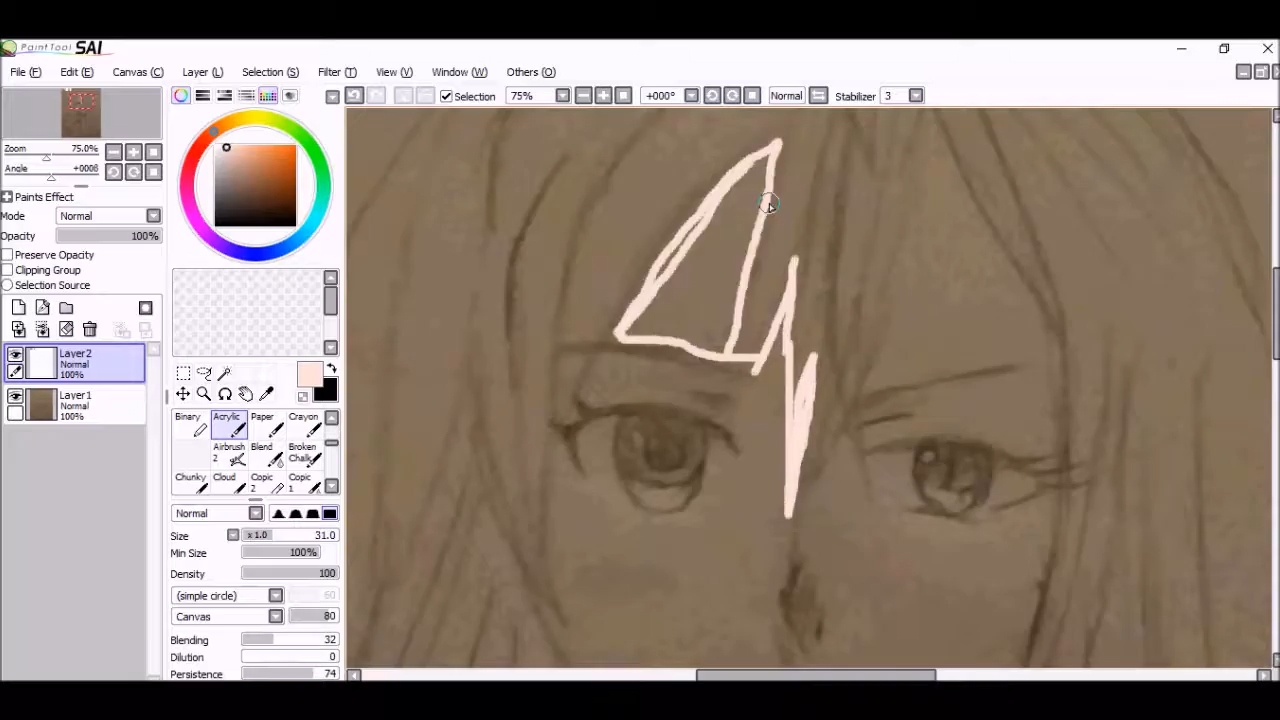 PaintTool SAI
File (F) Edit (E) Canvas (C) Layer (L) Selection (S) Filter (T) View (V) Window (W) Others (O)
Selection 75% +000° Normal Stabilizer 3
Zoom 75.0%
Angle +0006
Paints Effect
Mode Normal
Opacity 100%
Preserve Opacity
Clipping Group
Selection Source
Layer2
Normal
100%
Layer1
Normal
100%
Binary Acrylic Paper Crayon
Airbrush 2 Blend Broken Chalk
Chunky Cloud Copic 2 Copic 1
Normal
Size x 1.0 31.0
Min Size 100%
Density 100
(simple circle)
Canvas 80
Blending 32
Dilution 0
Persistence 74